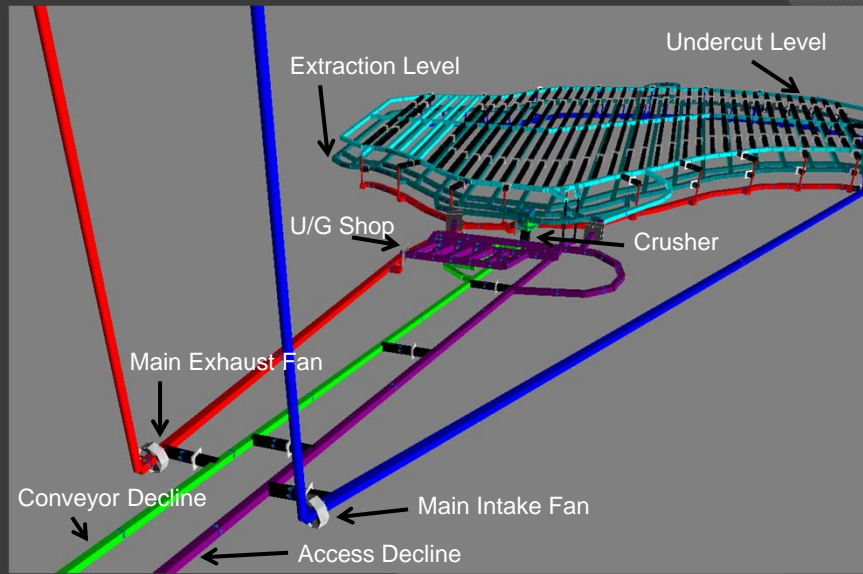 Undercut Level
Extraction Level
U/G Shop
Crusher
Main Exhaust Fan
Conveyor Decline
Main Intake Fan
Access Decline